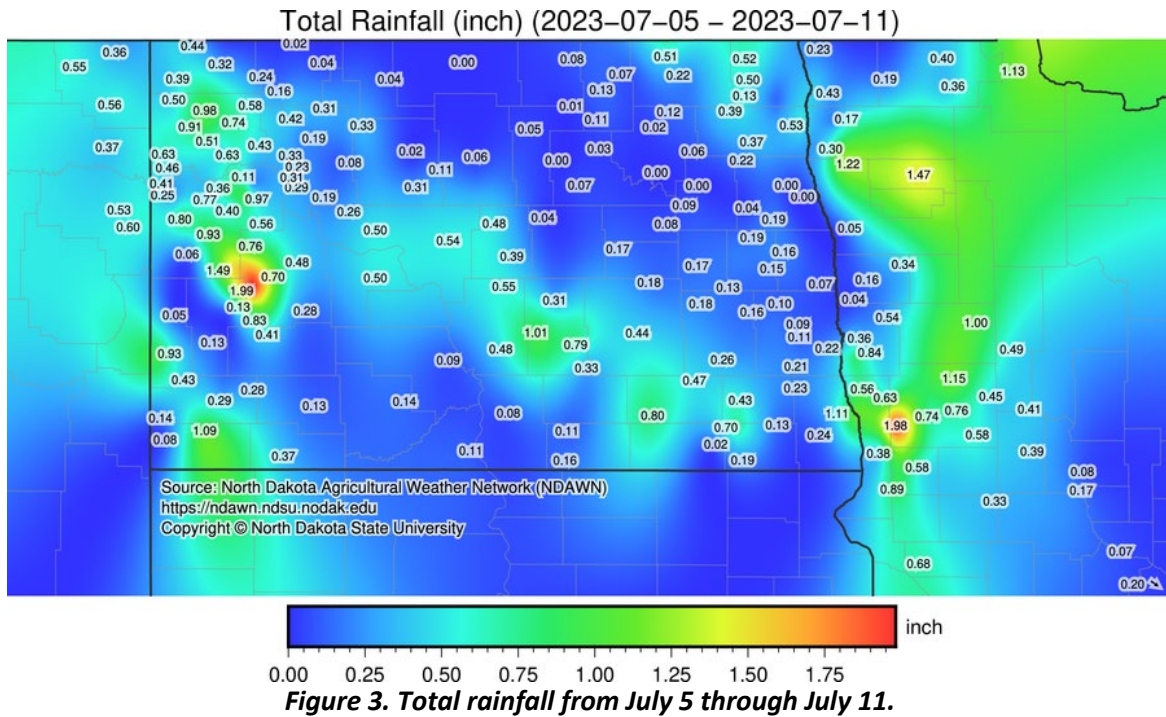 Total Rainfall (inch) (2023−07−05 − 2023−07−11)
0.44 0.02 0.23
0.36 0.32 0.04 0.00 0.08 0.51 0.52 0.40
0.55 0.39 0.24 0.04 0.07 0.22 0.50 0.19 1.13
0.16 0.13 0.13 0.43 0.36
0.56 0.50 0.98 0.58 0.31 0.01 0.12 0.39
0.91 0.74 0.42 0.33 0.05 0.11 0.02 0.53 0.17
0.37 0.51 0.43 0.19 0.02 0.03 0.06 0.37 0.30
0.63 0.63 0.33 0.08 0.06 0.00 0.22 1.22
0.46 0.11 0.23 0.11 0.00 1.47
0.41 0.36 0.31 0.31 0.07 0.00 0.00
0.25 0.77 0.97 0.29 0.19 0.00
0.53 0.80 0.40 0.26 0.04 0.09 0.04
0.60 0.93 0.56 0.50 0.48 0.08 0.19 0.05
0.06 0.76 0.54 0.39 0.17 0.19 0.16
1.49 0.70 0.48 0.50 0.17 0.15 0.34
1.99 0.55 0.18 0.13 0.07 0.16
0.05 0.13 0.28 0.31 0.18 0.16 0.10 0.04
0.83 0.09 0.54 1.00
0.13 0.41 1.01 0.44 0.11 0.36
0.93 0.09 0.48 0.79 0.26 0.22 0.84 0.49
0.43 0.33 0.47 0.21 1.15
0.29 0.28 0.23 0.56 0.63 0.45
0.14 0.13 0.14 0.08 0.80 0.43 1.11 0.74 0.76 0.41
0.08 1.09 0.11 0.70 0.13 0.24 1.98 0.58
0.37 0.11 0.16 0.02 0.19 0.38 0.39
0.58 0.08
Source: North Dakota Agricultural Weather Network (NDAWN) 0.89 0.17
https://ndawn.ndsu.nodak.edu 0.33
Copyright © North Dakota State University
0.07
0.68
0.20
inch
0.00 0.25 0.50 0.75 1.00 1.25 1.50 1.75
Figure 3. Total rainfall from July 5 through July 11.